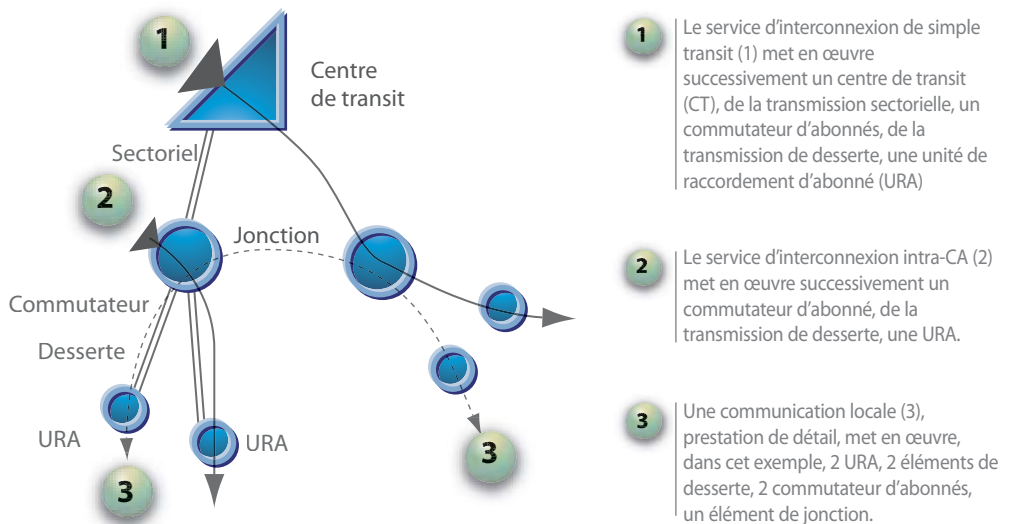 1
Centre
de transit
Sectoriel
2
Jonction
Commutateur
Desserte
URA
URA
3
3
1
Le service d’interconnexion de simple
transit (1) met en œuvre
successivement un centre de transit
(CT), de la transmission sectorielle, un
commutateur d’abonnés, de la
transmission de desserte, une unité de
raccordement d’abonné (URA)
2
Le service d’interconnexion intra-CA (2)
met en œuvre successivement un
commutateur d’abonné, de la
transmission de desserte, une URA.
3
Une communication locale (3),
prestation de détail, met en œuvre,
dans cet exemple, 2 URA, 2 éléments de
desserte, 2 commutateur d’abonnés,
un élément de jonction.